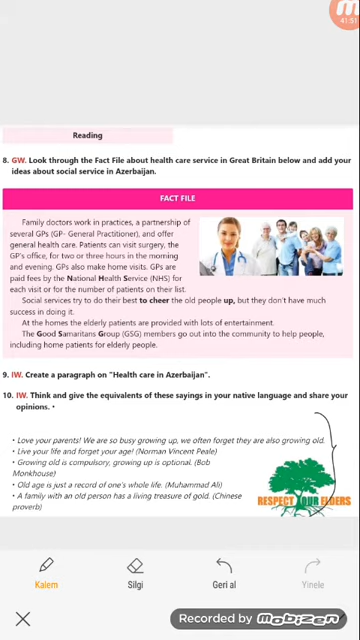 41:51
Reading
8. GW. Look through the Fact File about health care service in Great Britain below and add your
ideas about social service in Azerbaijan.
FACT FILE
Family doctors work in practices, a partnership of
several GPs (GP- General Practitioner), and offer
general health care. Patients can visit surgery, the
the GP's office, for two or three hours in the morning
and evening. GPs also make home visits. GPs are
paid fees by the National Health Service (NHS) for
each visit or for the number of patients on their list.
Social services try to do their best to cheer the old people up, but they don't have much
success in doing it.
At the homes the elderly patients are provided with lots of entertainment.
The Good Samaritans Group (GSG) members go out into the community to help people,
including home patients for elderly people.
9. IW. Create a paragraph on "Health care in Azerbaijan".
10. IW. Think and give the equivalents of these sayings in your native language and share your
opinions. •
• Love your parents! We are so busy growing up, we often forget they are also growing old.
• Live your life and forget your age! (Norman Vincent Peale)
• Growing old is compulsory, growing up is optional. (Bob
Monkhouse)
• Old age is just a record of one's whole life. (Muhammad Ali)
• A family with an old person has a living treasure of gold. (Chinese
proverb)
RESPECT OUR ELDERS
Kalem
Silgi
Geri al
Yinele
Recorded by mobizen